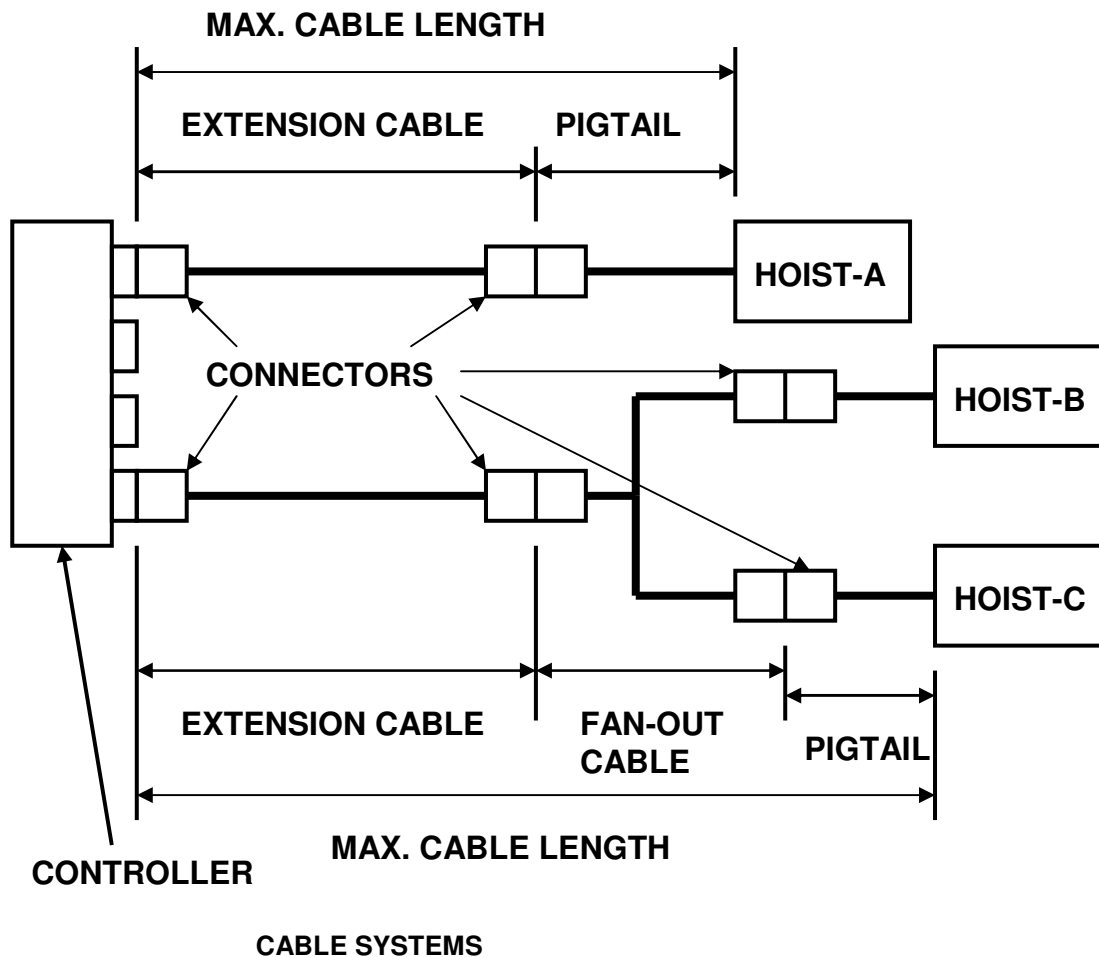 MAX. CABLE LENGTH
EXTENSION CABLE
PIGTAIL
HOIST-A
CONNECTORS
HOIST-B
HOIST-C
EXTENSION CABLE
FAN-OUT
CABLE
PIGTAIL
MAX. CABLE LENGTH
CONTROLLER
CABLE SYSTEMS